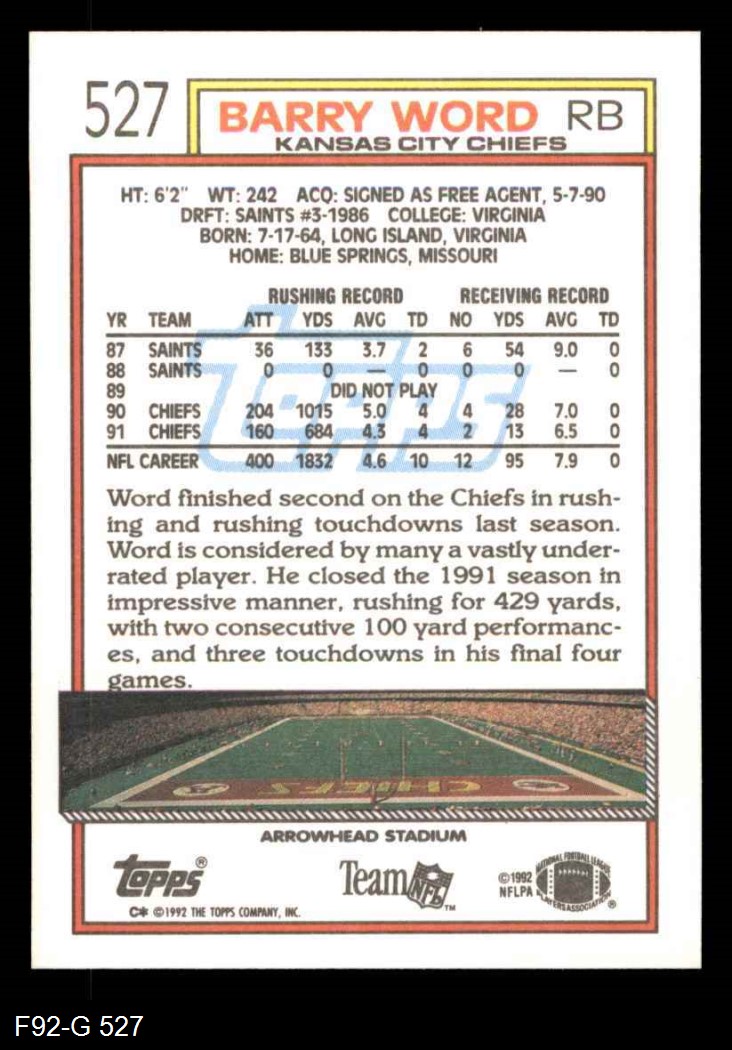 527 BARRY WORD RB
KANSAS CITY CHIEFS
HT: 6'2" WT: 242 ACQ: SIGNED AS FREE AGENT, 5-7-90
DRFT: SAINTS #3-1986 COLLEGE: VIRGINIA
BORN: 7-17-64, LONG ISLAND, VIRGINIA
HOME: BLUE SPRINGS, MISSOURI
RUSHING RECORD RECEIVING RECORD
YR TEAM ATT YDS AVG TD NO YDS AVG TD
87 SAINTS 36 133 3.7 2 6 54 9.0 0
88 SAINTS 0 0 — 0 0 0 — 0
89 DID NOT PLAY
90 CHIEFS 204 1015 5.0 4 4 28 7.0 0
91 CHIEFS 160 684 4.3 4 2 13 6.5 0
NFL CAREER 400 1832 4.6 10 12 95 7.9 0
topps
Word finished second on the Chiefs in rush-
ing and rushing touchdowns last season.
Word is considered by many a vastly under-
rated player. He closed the 1991 season in
impressive manner, rushing for 429 yards,
with two consecutive 100 yard performanc-
es, and three touchdowns in his final four
games.
CHIEFS
ARROWHEAD STADIUM
topps®
Team NFL™
©1992
NFLPA
NATIONAL FOOTBALL LEAGUE
PLAYERS ASSOCIATION®
C* ©1992 THE TOPPS COMPANY, INC.
F92-G 527